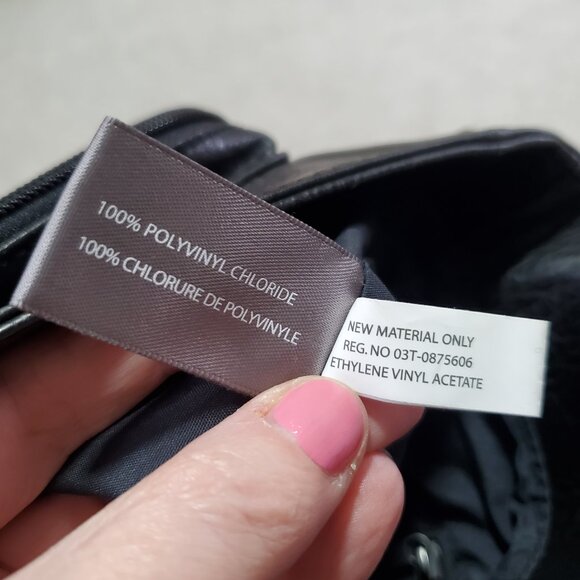 100% POLYVINYL CHLORIDE
100% CHLORURE DE POLYVINYLE
NEW MATERIAL ONLY
REG. NO 03T-0875606
ETHYLENE VINYL ACETATE